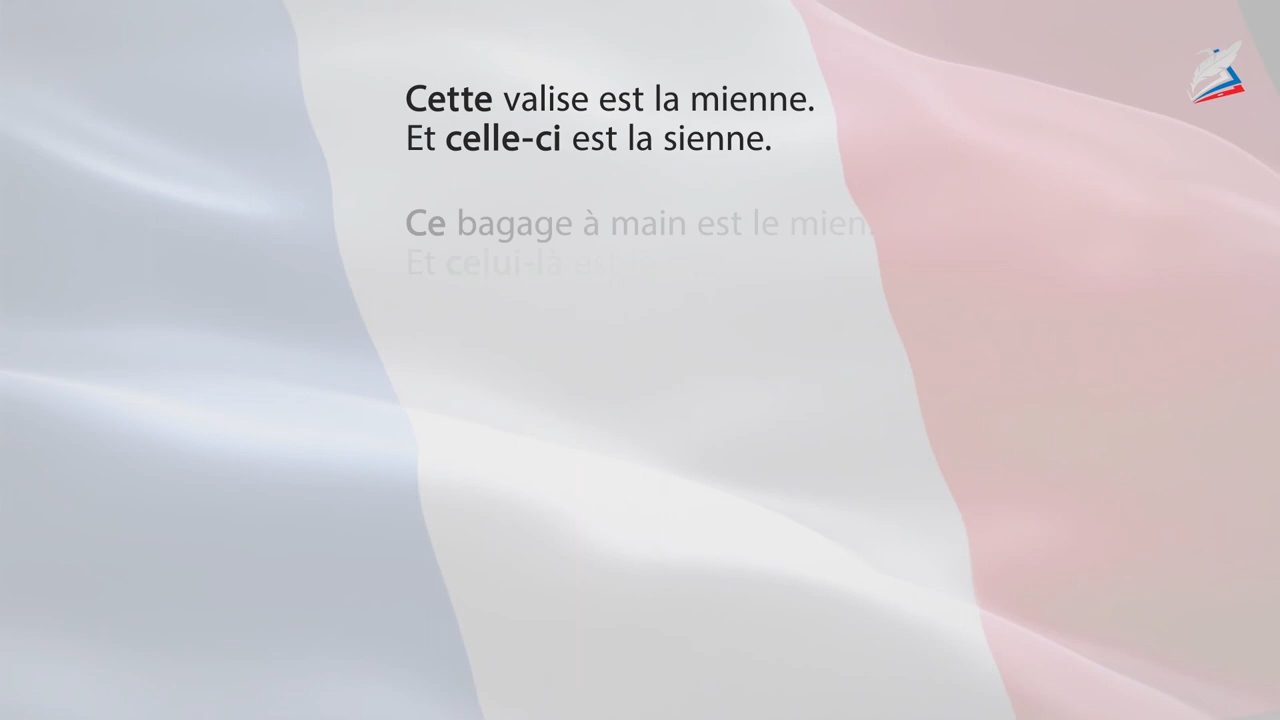 Cette valise est la mienne.
Et celle-ci est la sienne.
Ce bagage à main est le mien.
Et celui-là est